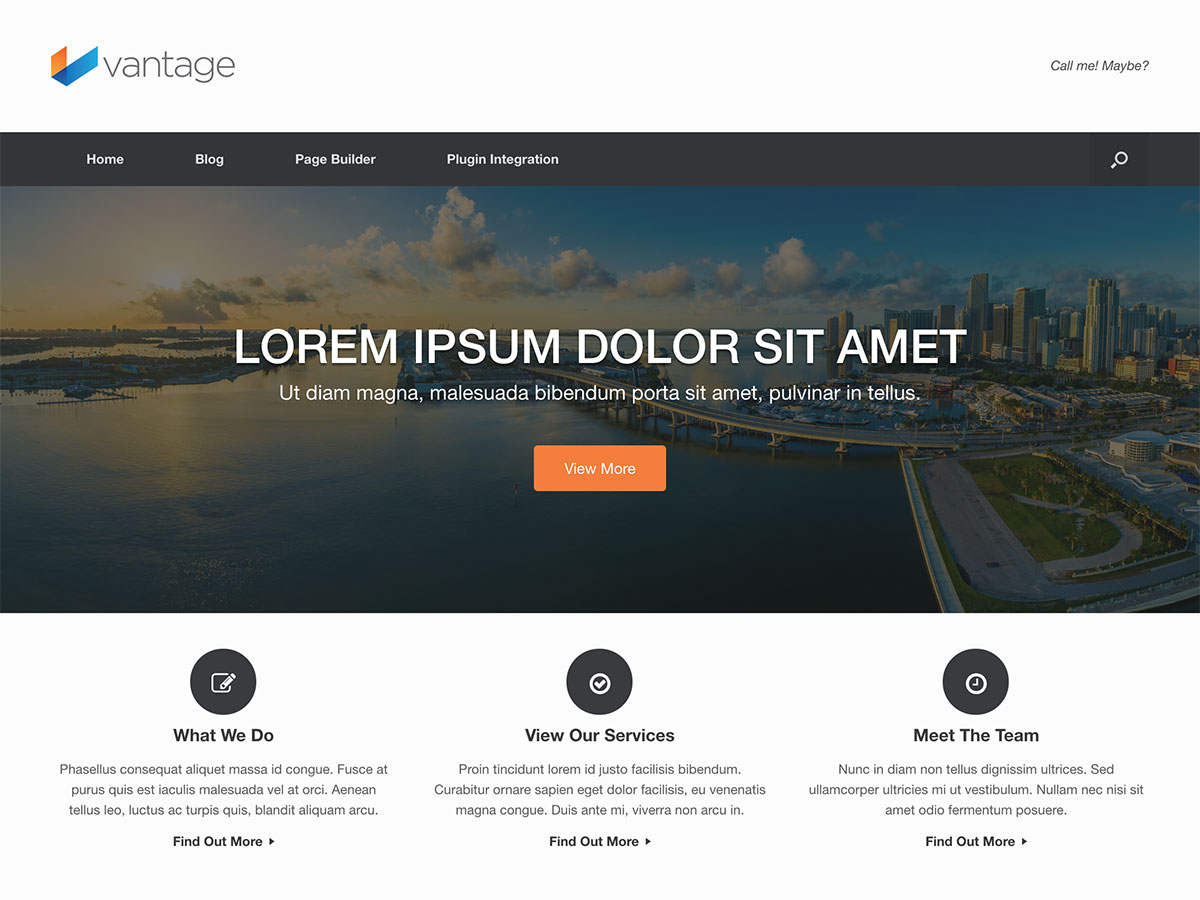 vantage
Call me! Maybe?
Home Blog Page Builder Plugin Integration
LOREM IPSUM DOLOR SIT AMET
Ut diam magna, malesuada bibendum porta sit amet, pulvinar in tellus.
View More
What We Do
Phasellus consequat aliquet massa id congue. Fusce at
purus quis est iaculis malesuada vel at orci. Aenean
tellus leo, luctus ac turpis quis, blandit aliquam arcu.
Find Out More
View Our Services
Proin tincidunt lorem id justo facilisis bibendum.
Curabitur ornare sapien eget dolor facilisis, eu venenatis
magna congue. Duis ante mi, viverra non arcu in.
Find Out More
Meet The Team
Nunc in diam non tellus dignissim ultrices. Sed
ullamcorper ultricies mi ut vestibulum. Nullam nec nisi sit
amet odio fermentum posuere.
Find Out More